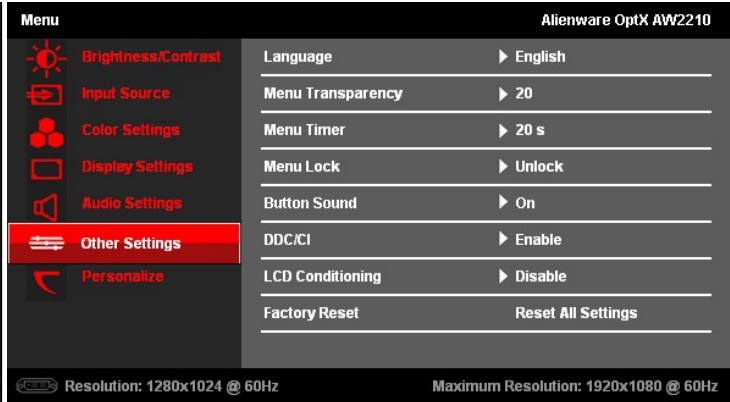 Menu Alienware OptX AW2210
Brightness/Contrast Language English
Input Source Menu Transparency 20
Color Settings Menu Timer 20 s
Display Settings Menu Lock Unlock
Audio Settings Button Sound On
Other Settings DDC/CI Enable
Personalize LCD Conditioning Disable
Factory Reset Reset All Settings
Resolution: 1280x1024 @ 60Hz Maximum Resolution: 1920x1080 @ 60Hz